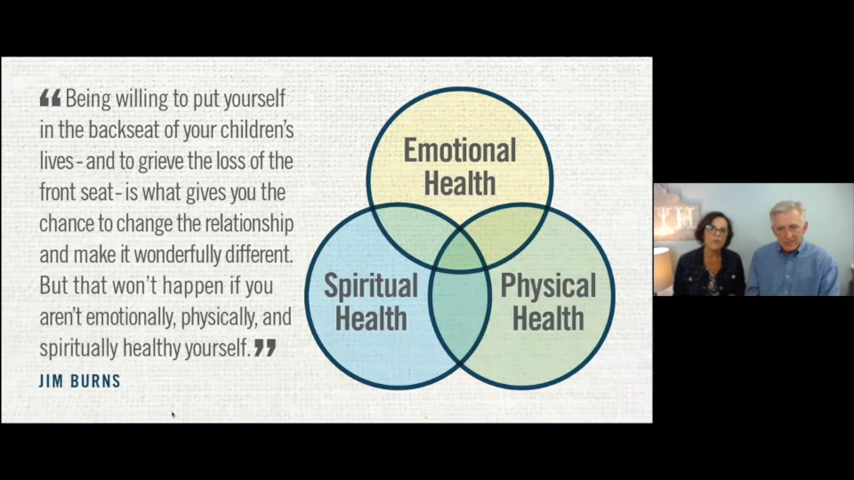 “Being willing to put yourself
in the backseat of your children's
lives - and to grieve the loss of the
front seat - is what gives you the
chance to change the relationship
and make it wonderfully different.
But that won't happen if you
aren't emotionally, physically, and
spiritually healthy yourself.”
JIM BURNS
Emotional
Health
Spiritual
Health
Physical
Health